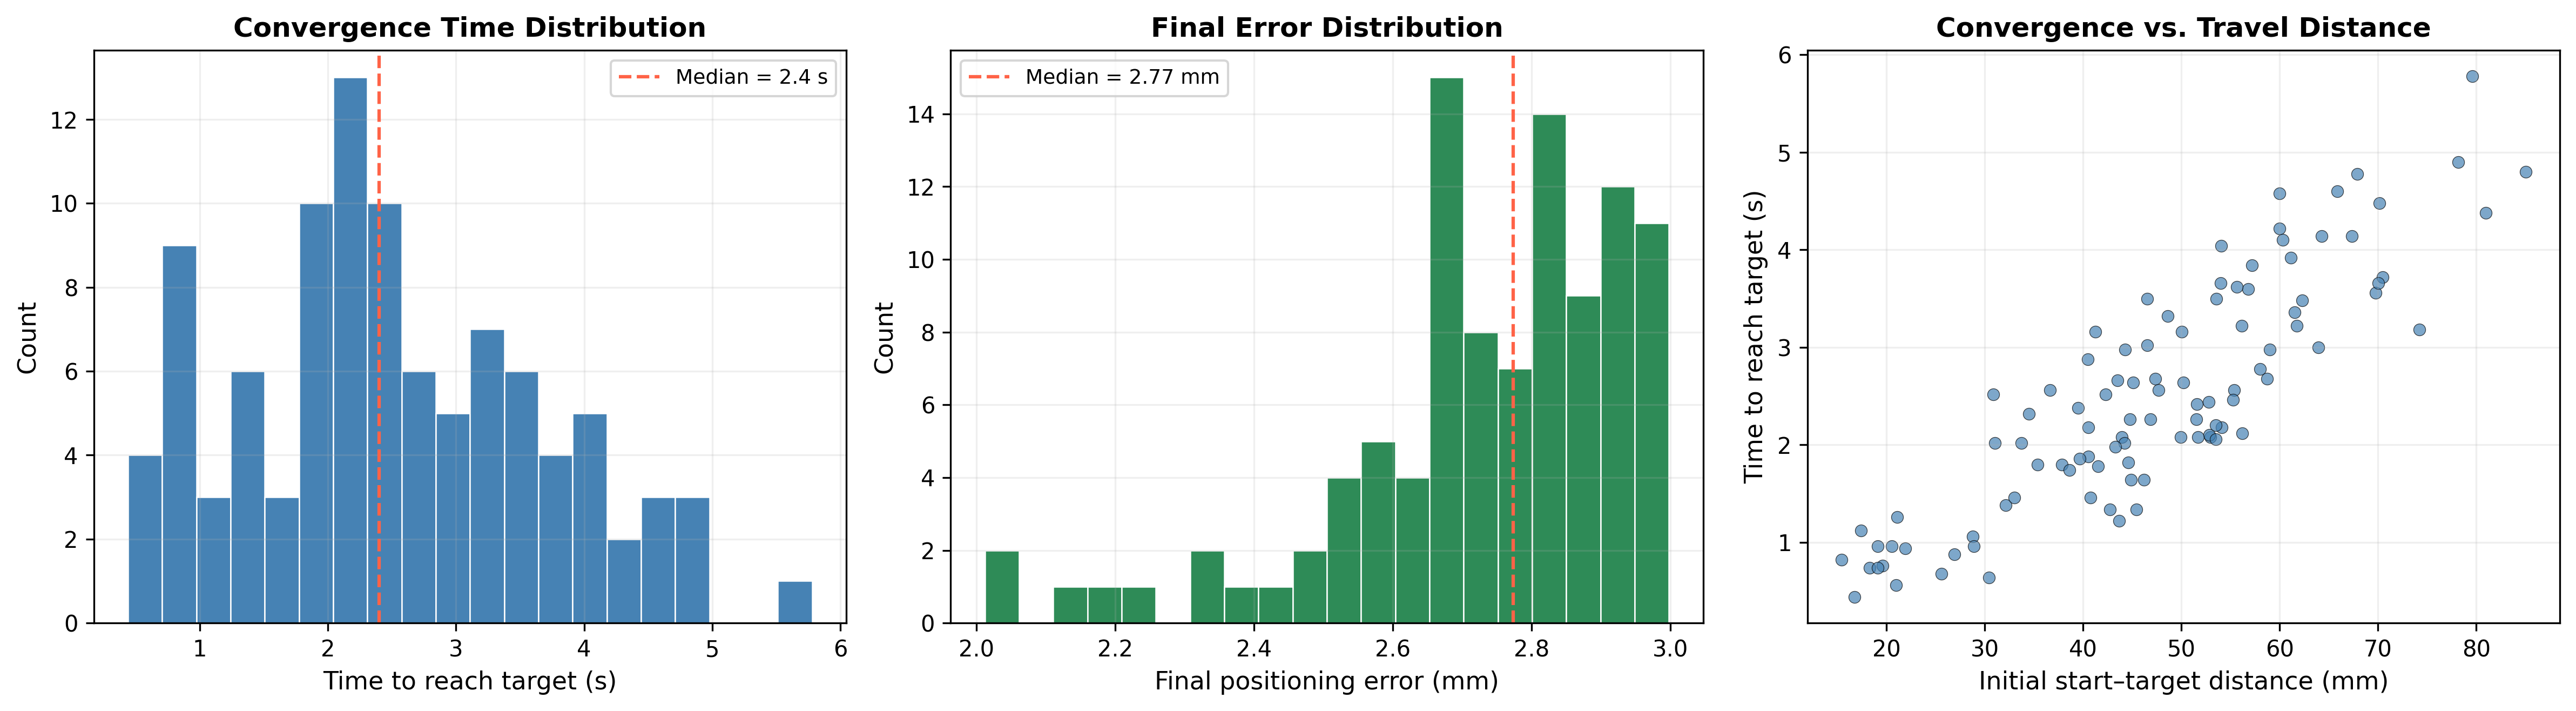 Convergence Time Distribution
Median = 2.4 s
Count
0
2
4
6
8
10
12
1 2 3 4 5 6
Time to reach target (s)
Final Error Distribution
Median = 2.77 mm
Count
0
2
4
6
8
10
12
14
2.0 2.2 2.4 2.6 2.8 3.0
Final positioning error (mm)
Convergence vs. Travel Distance
Time to reach target (s)
1
2
3
4
5
6
20 30 40 50 60 70 80
Initial start–target distance (mm)